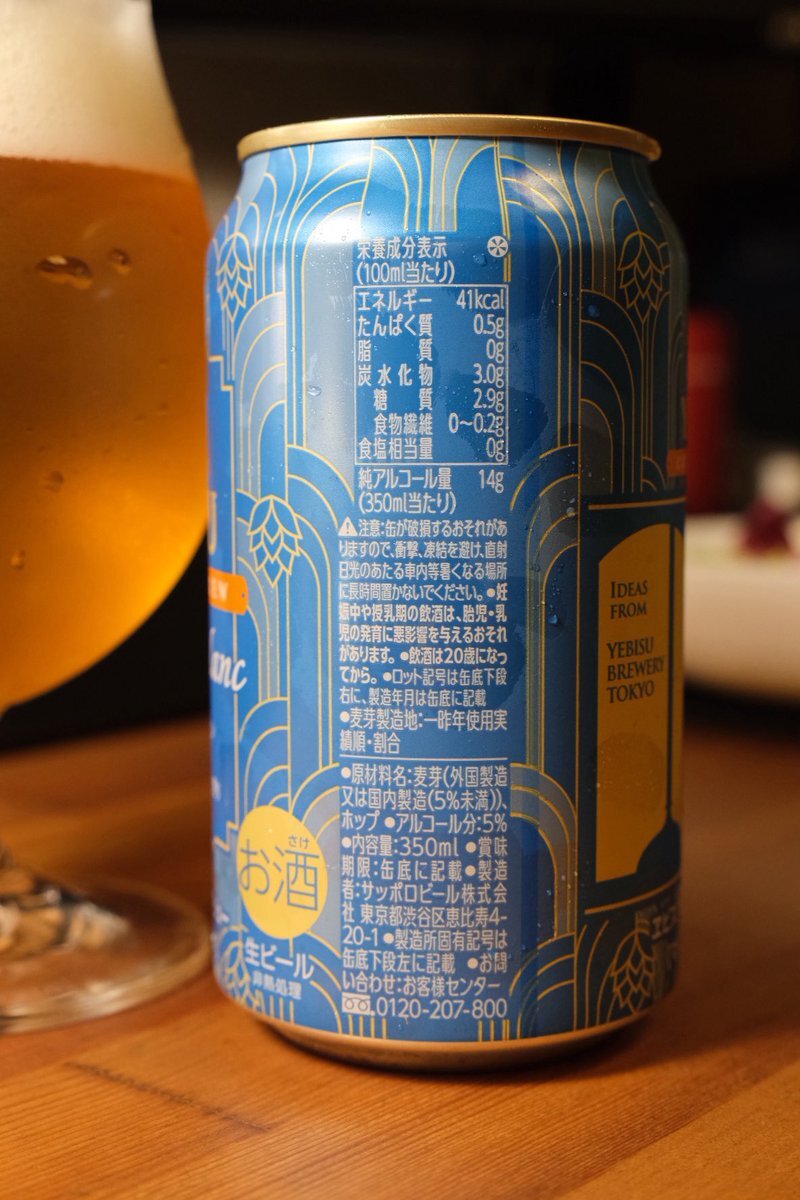 栄養成分表示
(100ml当たり)
エネルギー 41kcal
たんぱく質 0.5g
脂質 0g
炭水化物 3.0g
糖質 2.9g
食物繊維 0~0.2g
食塩相当量 0g
純アルコール量 14g
(350ml当たり)
注意:缶が破損するおそれがあ
りますので、衝撃、凍結を避け、直射
日光のあたる車内等暑くなる場所
に長時間置かないでください。●妊
娠中や授乳期の飲酒は、胎児・乳
児の発育に悪影響を与えるおそれ
があります。●飲酒は20歳になっ
てから。●ロット記号は缶底下段
右に、製造年月は缶底に記載
●麦芽製造地:一昨年使用実
績順・割合
●原材料名:麦芽(外国製造
又は国内製造(5%未満))、
ホップ ●アルコール分:5%
●内容量:350ml ●賞味
期限:缶底に記載 ●製造
者:サッポロビール株式会
社 東京都渋谷区恵比寿4-
20-1 ●製造所固有記号は
缶底下段左に記載 ●お問
い合わせ:お客様センター
0120-207-800
さけ
お酒
生ビール
非熱処理
IDEAS
FROM
YEBISU
BREWERY
TOKYO